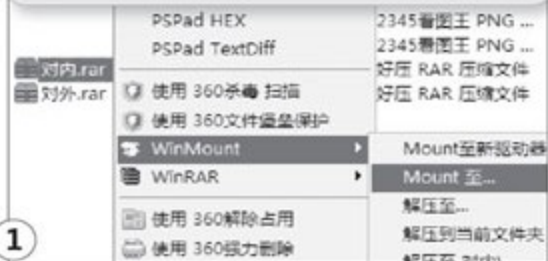 PSPad HEX
2345看图王 PNG ...
PSPad TextDiff
2345看图王 PNG ...
对内.rar
好压 RAR 压缩文件
对外.rar
使用 360杀毒 扫描
好压 RAR 压缩文件
使用 360文件堡垒保护
WinMount
Mount至新驱动器
WinRAR
Mount 至...
解压至...
使用 360解除占用
解压到当前文件夹
1
使用 360强力删除